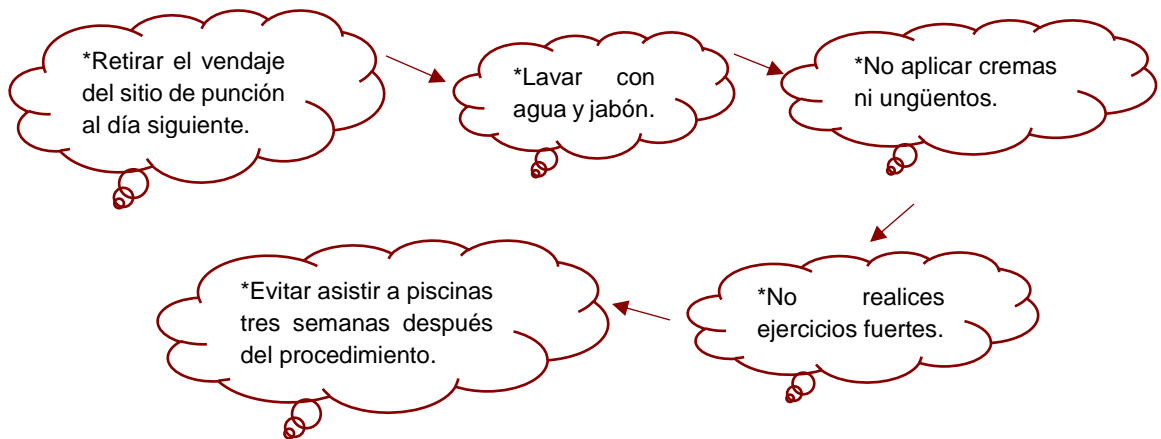 *Retirar el vendaje
del sitio de punción
al día siguiente.
*Lavar con
agua y jabón.
*No aplicar cremas
ni ungüentos.
*No realices
ejercicios fuertes.
*Evitar asistir a piscinas
tres semanas después
del procedimiento.